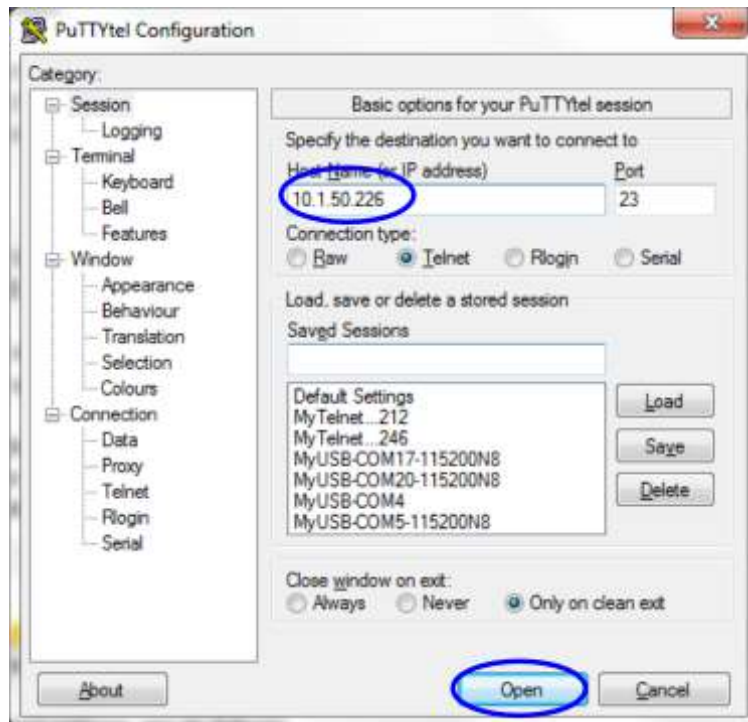 PuTTYtel Configuration
Category:
Session
Logging
Terminal
Keyboard
Bell
Features
Window
Appearance
Behaviour
Translation
Selection
Colours
Connection
Data
Proxy
Telnet
Rlogin
Serial
Basic options for your PuTTYtel session
Specify the destination you want to connect to
Host Name (or IP address) Port
10.1.50.226 23
Connection type:
Raw Telnet Rlogin Serial
Load, save or delete a stored session
Saved Sessions
Default Settings
MyTelnet...212
MyTelnet...246
MyUSB-COM17-115200N8
MyUSB-COM20-115200N8
MyUSB-COM4
MyUSB-COM5-115200N8
Load
Save
Delete
Close window on exit:
Always Never Only on clean exit
About Open Cancel